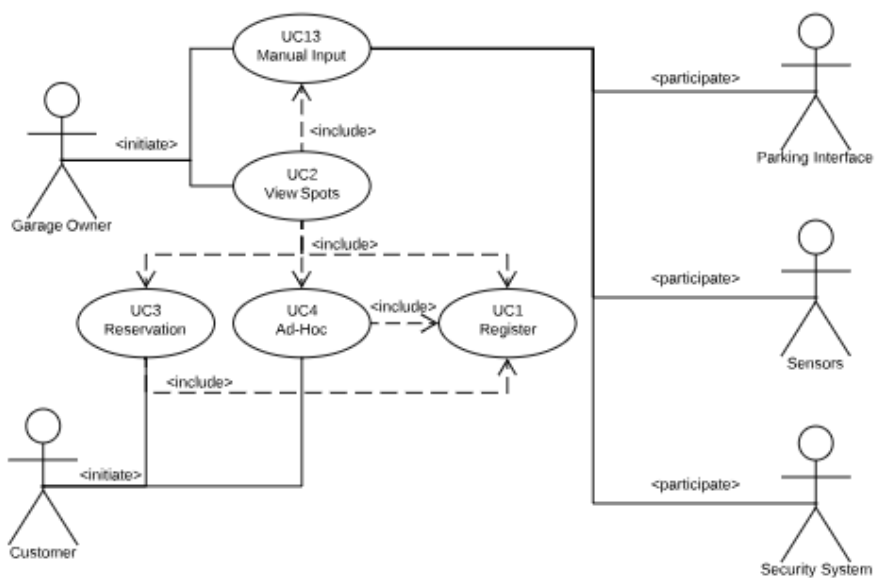 UC13
Manual Input
<participate>
<include>
<initiate>
Parking Interface
UC2
View Spots
Garage Owner
<include>
<participate>
UC3
Reservation
UC4
Ad-Hoc
<include>
UC1
Register
Sensors
<include>
<initiate>
<participate>
Customer
Security System